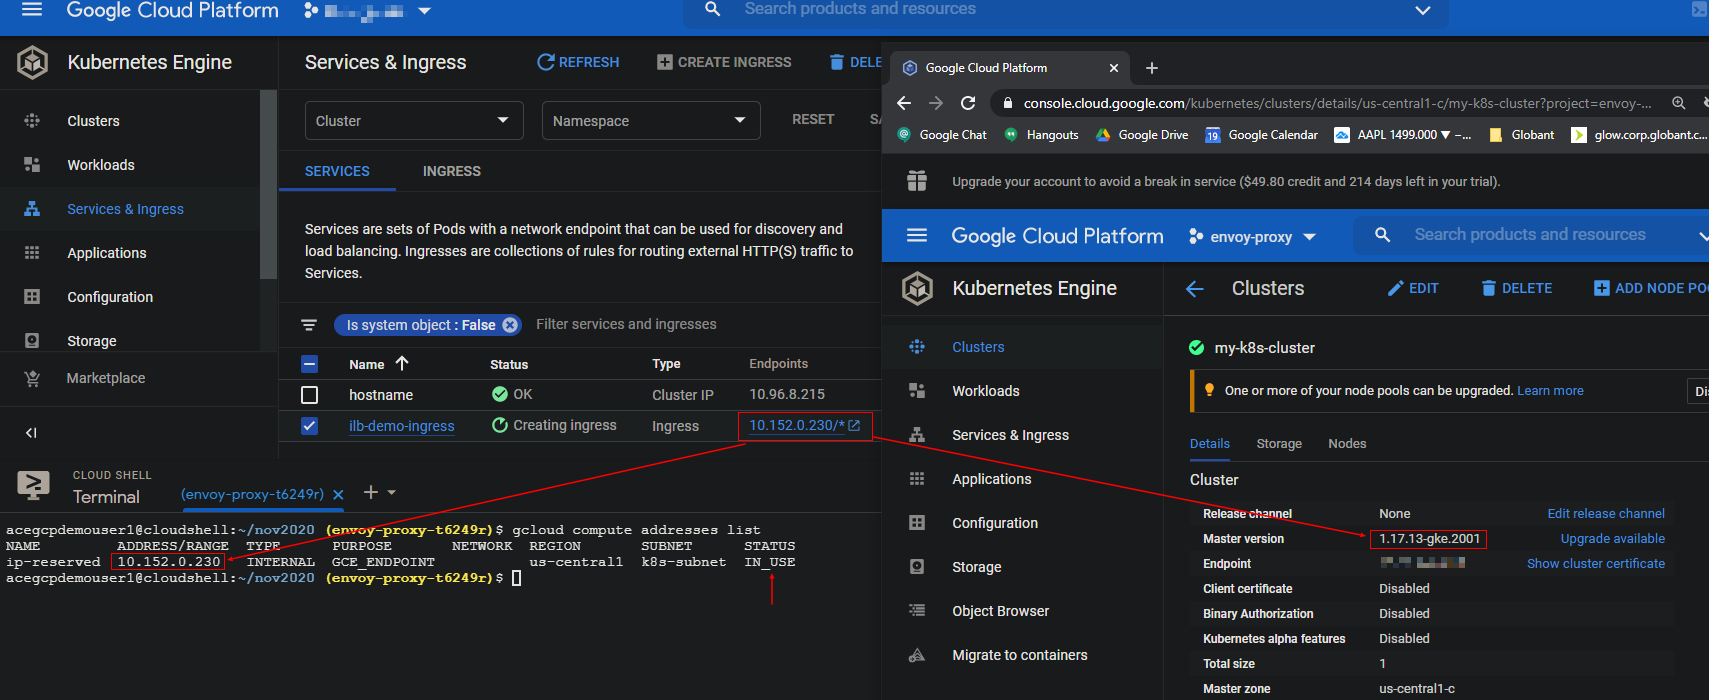 Google Cloud Platform
Search products and resources
Kubernetes Engine
Clusters
Workloads
Services & Ingress
Applications
Configuration
Storage
Marketplace
Services & Ingress
REFRESH
CREATE INGRESS
DELE
Cluster
Namespace
RESET
SA
SERVICES
INGRESS
Services are sets of Pods with a network endpoint that can be used for discovery and
load balancing. Ingresses are collections of rules for routing external HTTP(S) traffic to
Services.
Is system object : False
Filter services and ingresses
Name Status Type Endpoints
hostname OK Cluster IP 10.96.8.215
ilb-demo-ingress Creating ingress Ingress 10.152.0.230/*
CLOUD SHELL
Terminal
(envoy-proxy-t6249r)
acegcpdemouser1@cloudshell:~/nov2020 (envoy-proxy-t6249r)$ gcloud compute addresses list
NAME ADDRESS/RANGE TYPE PURPOSE NETWORK REGION SUBNET STATUS
ip-reserved 10.152.0.230 INTERNAL GCE_ENDPOINT us-central1 k8s-subnet IN_USE
acegcpdemouser1@cloudshell:~/nov2020 (envoy-proxy-t6249r)$
Google Cloud Platform
console.cloud.google.com/kubernetes/clusters/details/us-central1-c/my-k8s-cluster?project=envoy-...
Google Chat
Hangouts
Google Drive
19
Google Calendar
AAPL 1499.000 ▼ −...
Globant
glow.corp.globant.c...
Upgrade your account to avoid a break in service ($49.80 credit and 214 days left in your trial).
Google Cloud Platform
envoy-proxy
Search products and resources
Kubernetes Engine
Clusters
Workloads
Services & Ingress
Applications
Configuration
Storage
Object Browser
Migrate to containers
Clusters
EDIT
DELETE
ADD NODE POO
my-k8s-cluster
One or more of your node pools can be upgraded. Learn more
Di
Details
Storage
Nodes
Cluster
Release channel None Edit release channel
Master version 1.17.13-gke.2001 Upgrade available
Endpoint Show cluster certificate
Client certificate Disabled
Binary Authorization Disabled
Kubernetes alpha features Disabled
Total size 1
Master zone us-central1-c